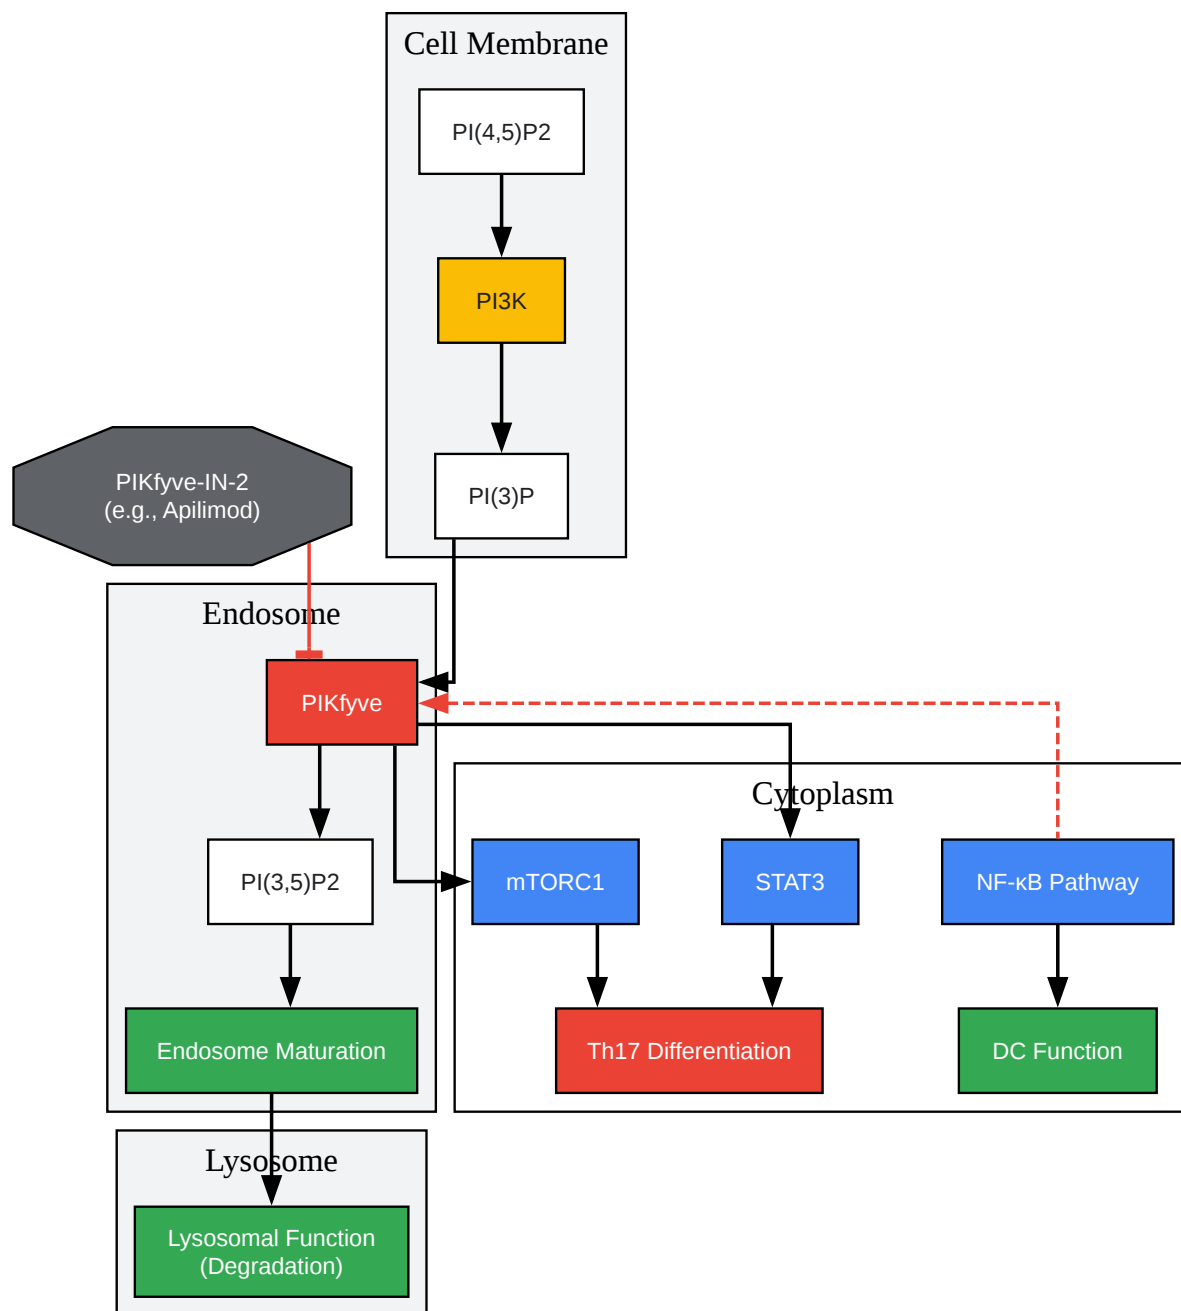 Cell Membrane
PI(4,5)P2
PI3K
PI(3)P
PIKfyve-IN-2
(e.g., Apilimod)
Endosome
PIKfyve
PI(3,5)P2
Endosome Maturation
Cytoplasm
mTORC1
STAT3
NF-κB Pathway
Th17 Differentiation
DC Function
Lysosome
Lysosomal Function
(Degradation)